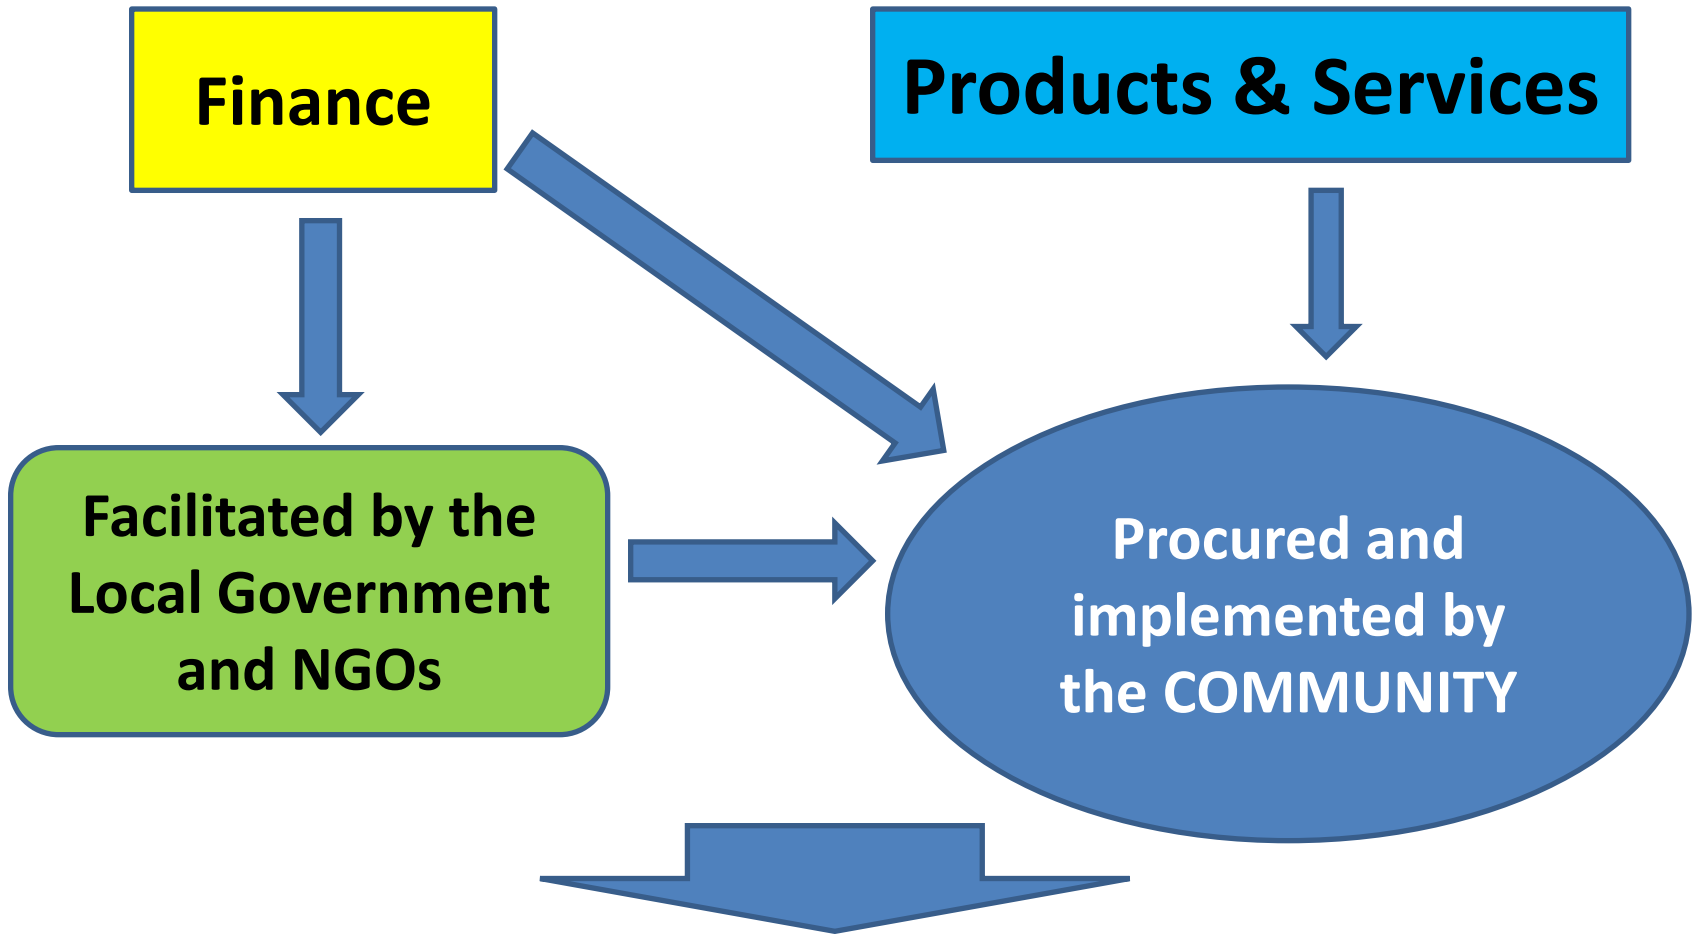 Finance
Products & Services
Facilitated by the
Local Government
and NGOs
Procured and
implemented by
the COMMUNITY